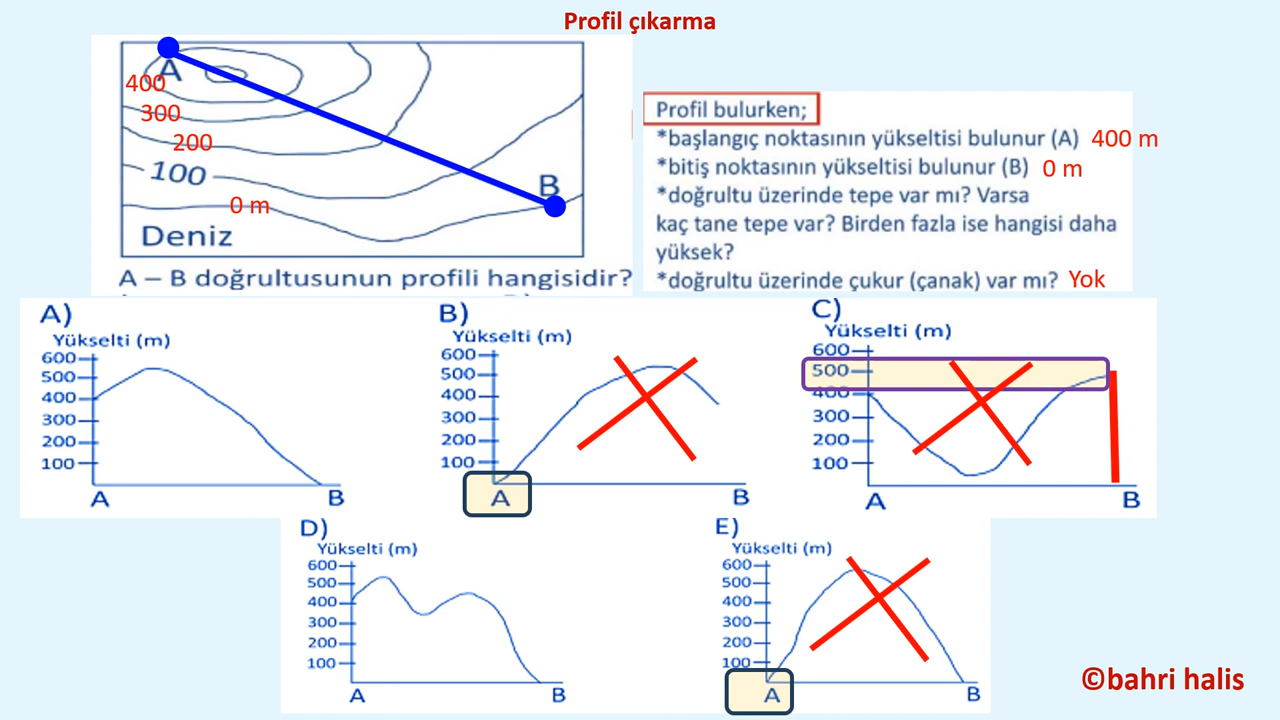 Profil çıkarma
A
400
300
200
100
0 m
B
Deniz
A – B doğrultusunun profili hangisidir?
Profil bulurken;
*başlangıç noktasının yükseltisi bulunur (A) 400 m
*bitiş noktasının yükseltisi bulunur (B) 0 m
*doğrultu üzerinde tepe var mı? Varsa
kaç tane tepe var? Birden fazla ise hangisi daha
yüksek?
*doğrultu üzerinde çukur (çanak) var mı? Yok
A)
Yükselti (m)
600
500
400
300
200
100
A B
B)
Yükselti (m)
600
500
400
300
200
100
A B
C)
Yükselti (m)
600
500
400
300
200
100
A B
D)
Yükselti (m)
600
500
400
300
200
100
A B
E)
Yükselti (m)
600
500
400
300
200
100
A B
©bahri halis